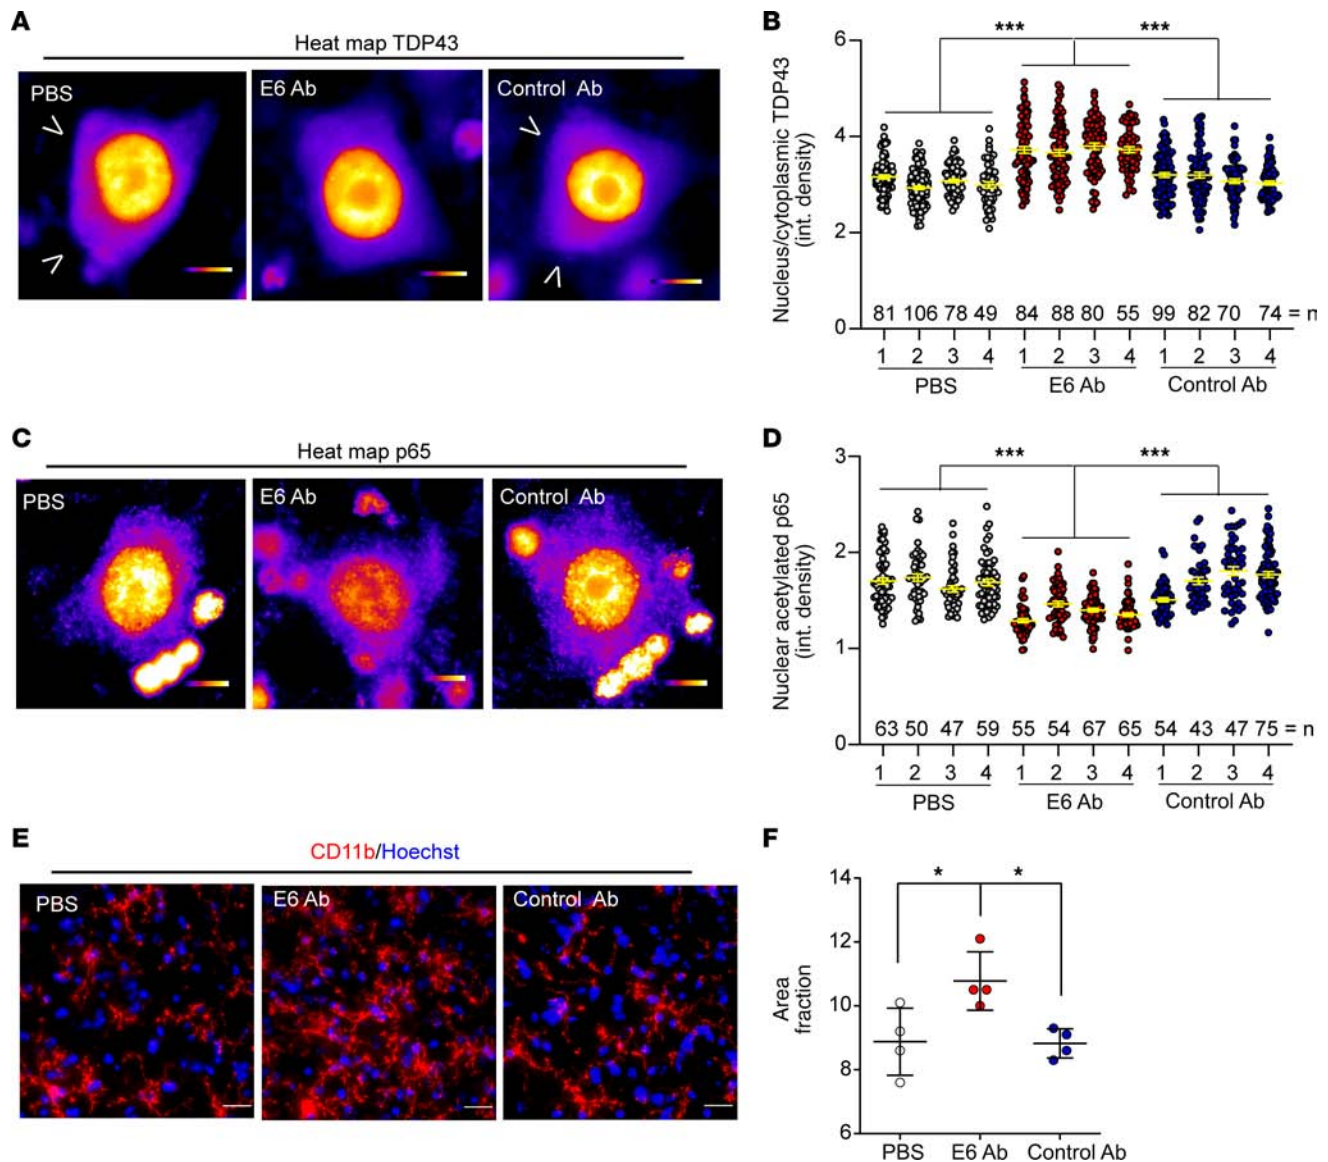 A
Heat map TDP43
PBS
E6 Ab
Control Ab
B
*** ***
Nucleus/cytoplasmic TDP43
(int. density)
6
4
2
0
81 106 78 49 84 88 80 55 99 82 70 74 = n
1 2 3 4 1 2 3 4 1 2 3 4
PBS E6 Ab Control Ab
C
Heat map p65
PBS
E6 Ab
Control Ab
D
*** ***
Nuclear acetylated p65
(int. density)
3
2
1
0
63 50 47 59 55 54 67 65 54 43 47 75 = n
1 2 3 4 1 2 3 4 1 2 3 4
PBS E6 Ab Control Ab
E
CD11b/Hoechst
PBS
E6 Ab
Control Ab
F
* *
Area
fraction
14
12
10
8
6
PBS E6 Ab Control Ab